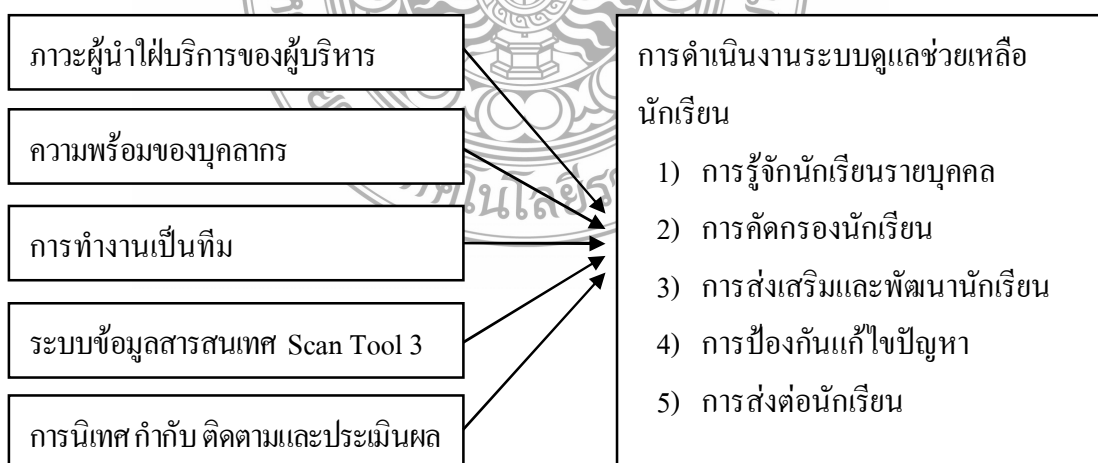 ภาวะผู้นำใฝ่บริการของผู้บริหาร
ความพร้อมของบุคลากร
การทำงานเป็นทีม
ระบบข้อมูลสารสนเทศ Scan Tool 3
การนิเทศ กำกับ ติดตามและประเมินผล
การดำเนินงานระบบดูแลช่วยเหลือ
นักเรียน
1) การรู้จักนักเรียนรายบุคคล
2) การคัดกรองนักเรียน
3) การส่งเสริมและพัฒนานักเรียน
4) การป้องกันแก้ไขปัญหา
5) การส่งต่อนักเรียน